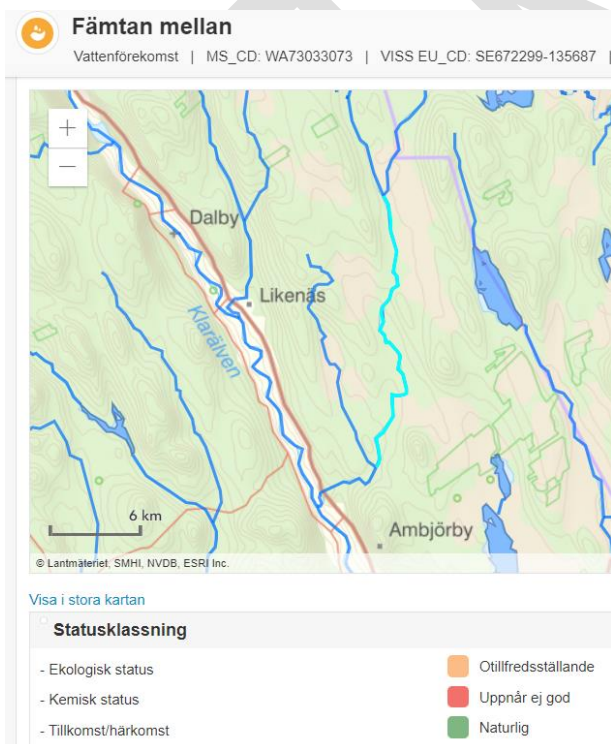 Fämtan mellan
Vattenförekomst | MS_CD: WA73033073 | VISS EU_CD: SE672299-135687 |
+
−
Dalby
Likenäs
Klarälven
6 km
Ambjörby
© Lantmäteriet, SMHI, NVDB, ESRI Inc.
Visa i stora kartan
Statusklassning
- Ekologisk status Otillfredsställande
- Kemisk status Uppnår ej god
- Tillkomst/härkomst Naturlig